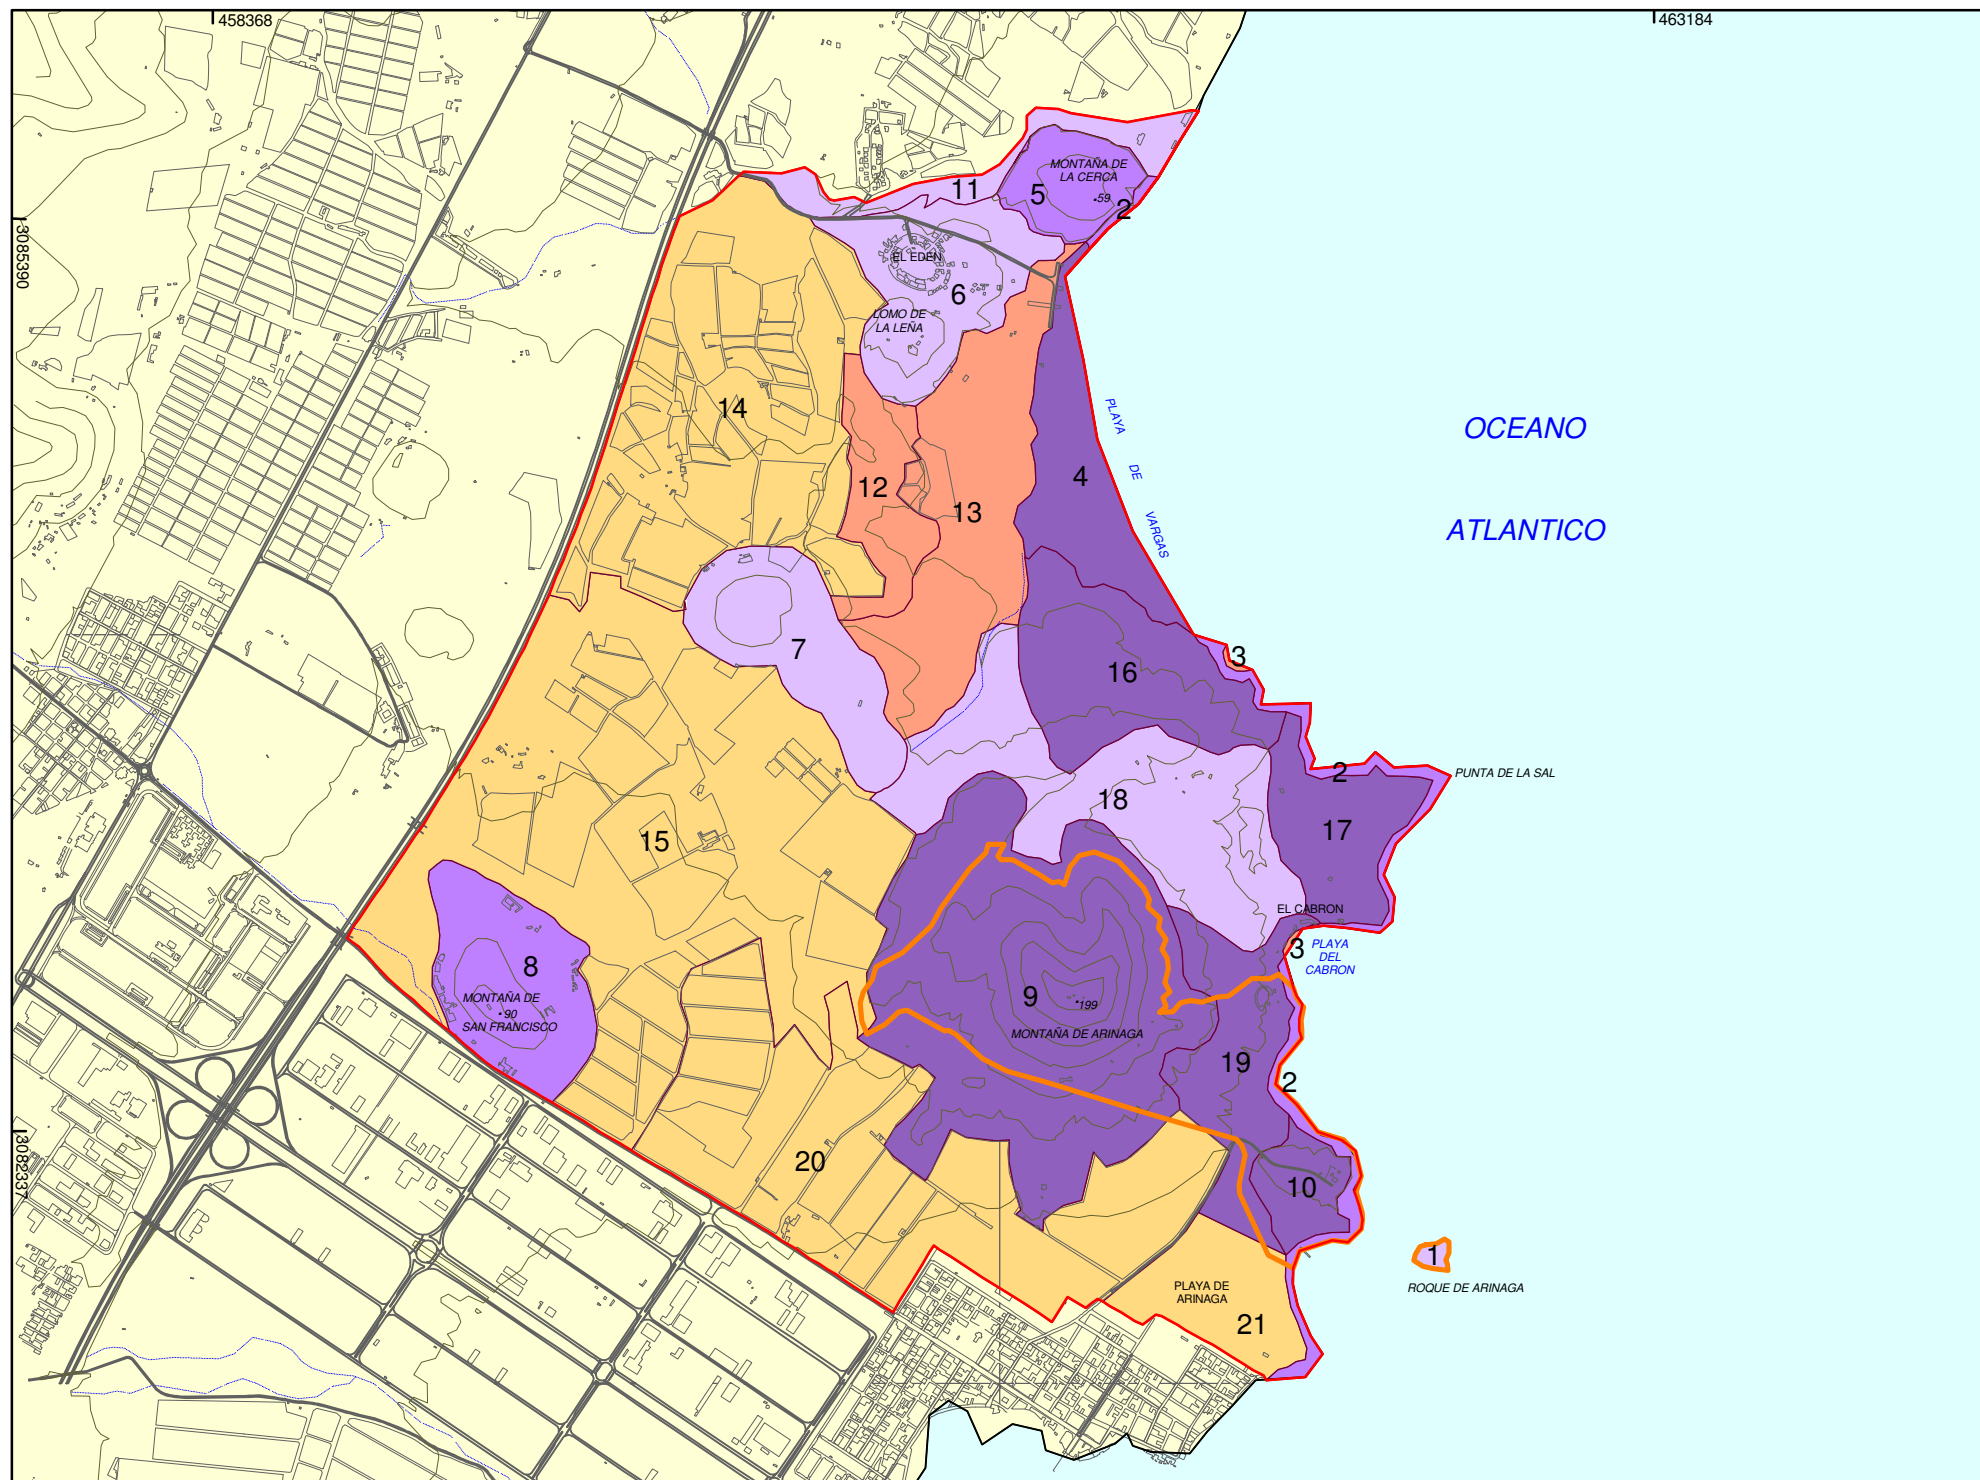 458368
463184
3085390
3082337
MONTAÑA DE
LA CERCA
59
11
5
2
EL EDEN
6
LOMO DE
LA LEÑA
14
PLAYA DE VARGAS
OCEANO
ATLANTICO
4
12
13
7
3
16
2
PUNTA DE LA SAL
18
17
15
EL CABRON
3
PLAYA
DEL
CABRON
8
MONTAÑA DE
90
SAN FRANCISCO
9
199
MONTAÑA DE ARINAGA
19
2
20
10
1
ROQUE DE ARINAGA
PLAYA DE
ARINAGA
21